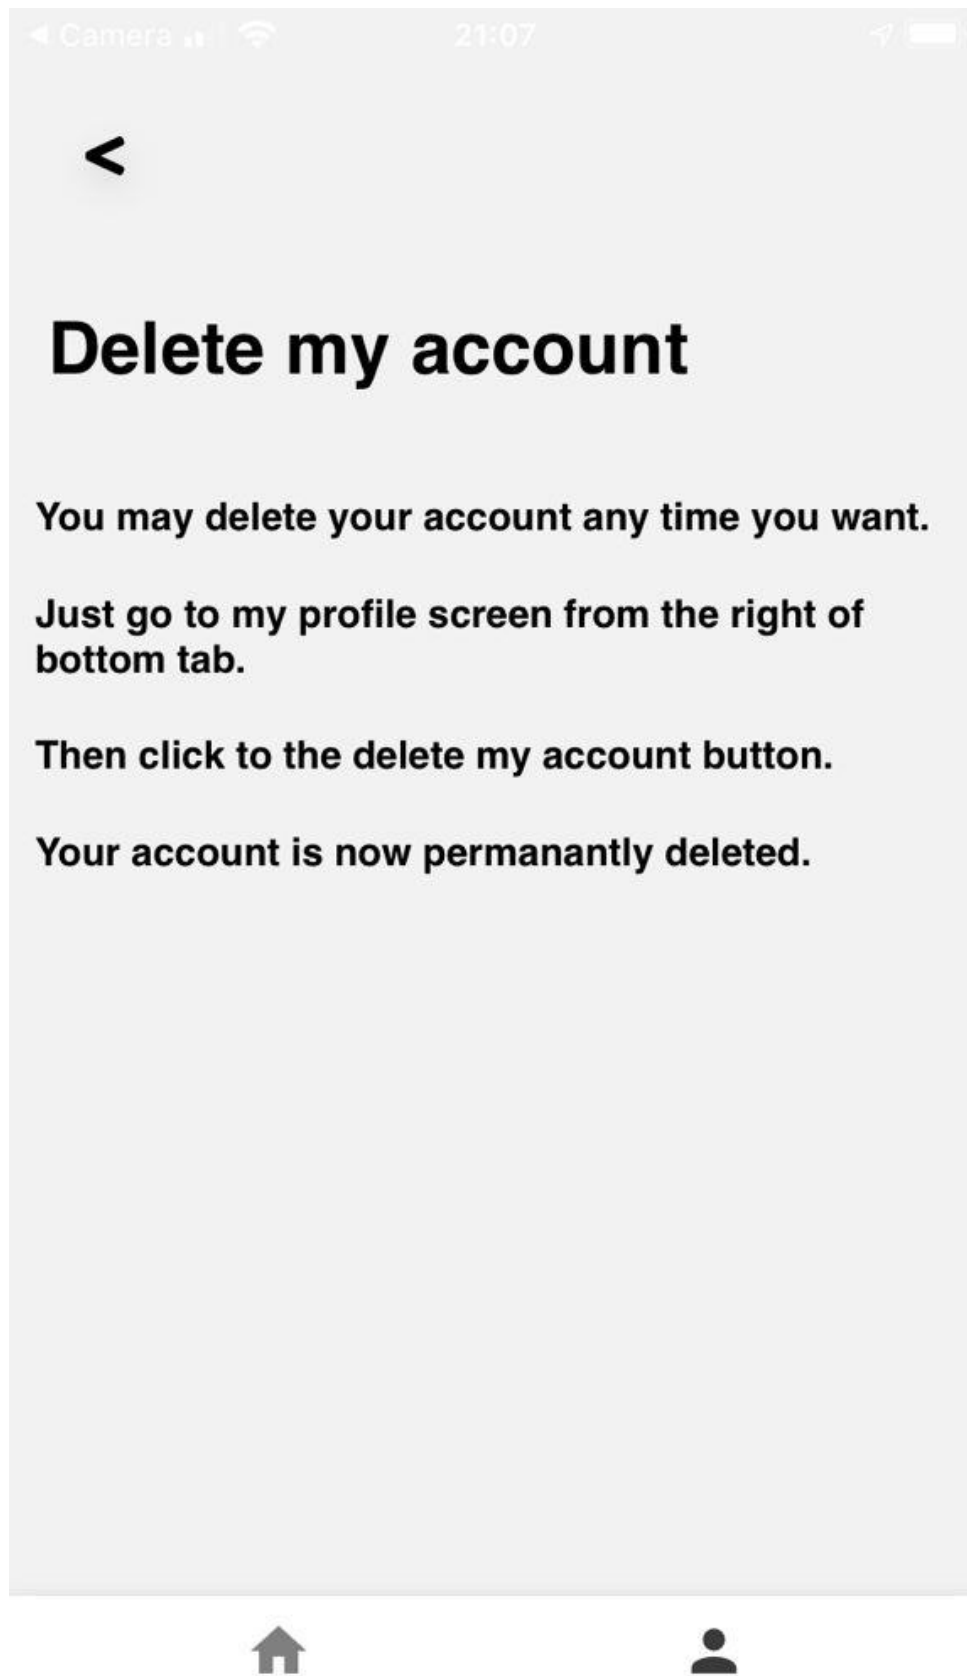 Camera
21:07
<
Delete my account
You may delete your account any time you want.
Just go to my profile screen from the right of
bottom tab.
Then click to the delete my account button.
Your account is now permanantly deleted.